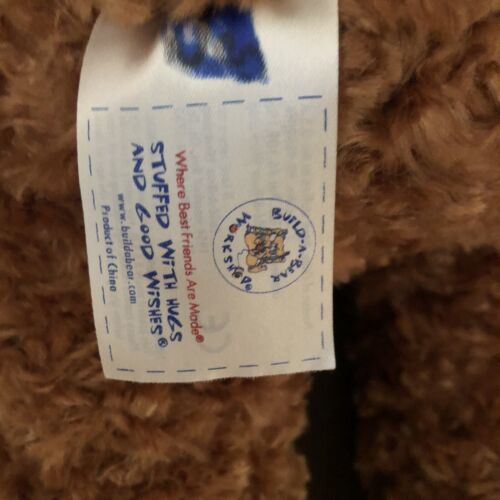 BUILD-A-BEAR
WORKSHOP
Where Best Friends Are Made®
STUFFED WITH HUGS
AND GOOD WISHES®
www.buildabear.com
Product of China
CE